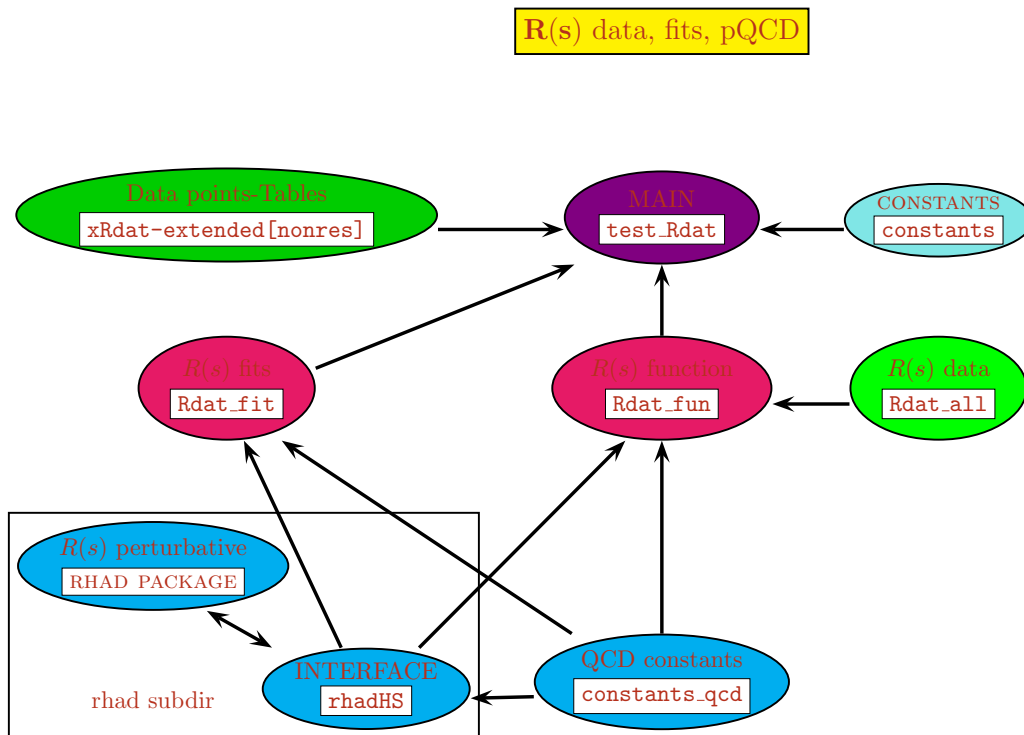 R(s) data, fits, pQCD
Data points-Tables
xRdat-extended[nonres]
MAIN
test_Rdat
CONSTANTS
constants
R(s) fits
Rdat_fit
R(s) function
Rdat_fun
R(s) data
Rdat_all
R(s) perturbative
RHAD PACKAGE
INTERFACE
rhadHS
QCD constants
constants_qcd
rhad subdir